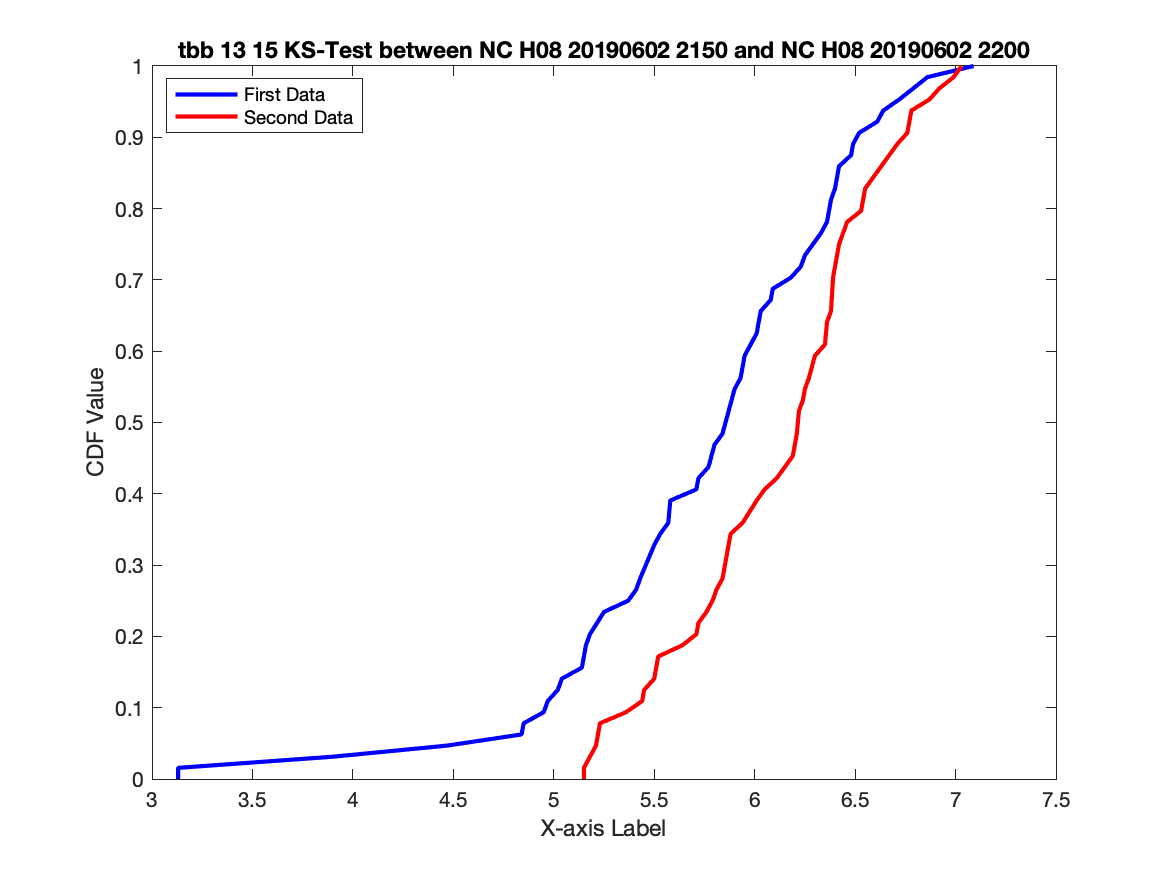 tbb 13 15 KS-Test between NC H08 20190602 2150 and NC H08 20190602 2200
First Data
Second Data
CDF Value
1
0.9
0.8
0.7
0.6
0.5
0.4
0.3
0.2
0.1
0
3 3.5 4 4.5 5 5.5 6 6.5 7 7.5
X-axis Label